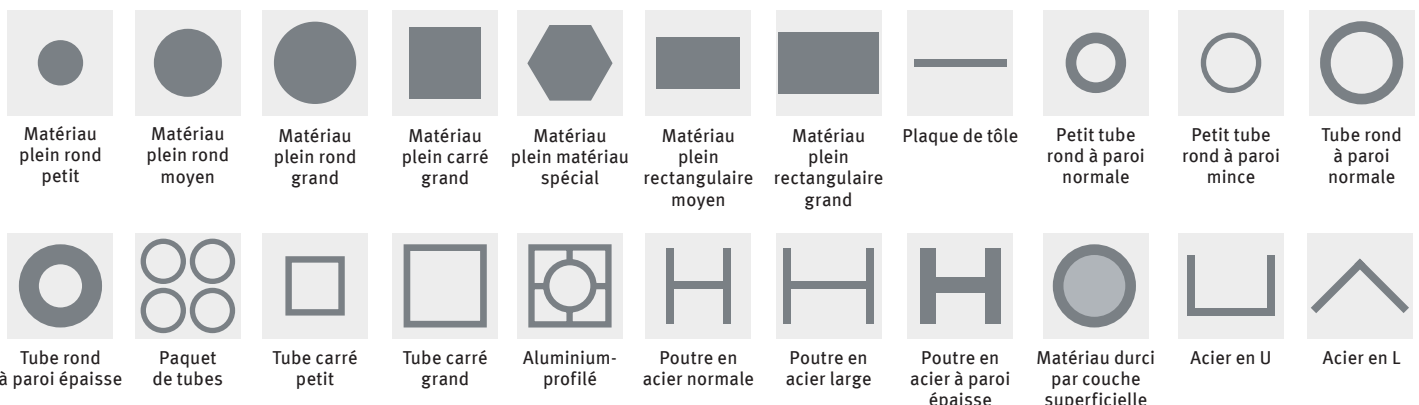 Matériau
plein rond
petit
Matériau
plein rond
moyen
Matériau
plein rond
grand
Matériau
plein carré
grand
Matériau
plein matériau
spécial
Matériau
plein
rectangulaire
moyen
Matériau
plein
rectangulaire
grand
Plaque de tôle
Petit tube
rond à paroi
normale
Petit tube
rond à paroi
mince
Tube rond
à paroi
normale
Tube rond
à paroi épaisse
Paquet
de tubes
Tube carré
petit
Tube carré
grand
Aluminium-
profilé
Poutre en
acier normale
Poutre en
acier large
Poutre en
acier à paroi
épaisse
Matériau durci
par couche
superficielle
Acier en U
Acier en L